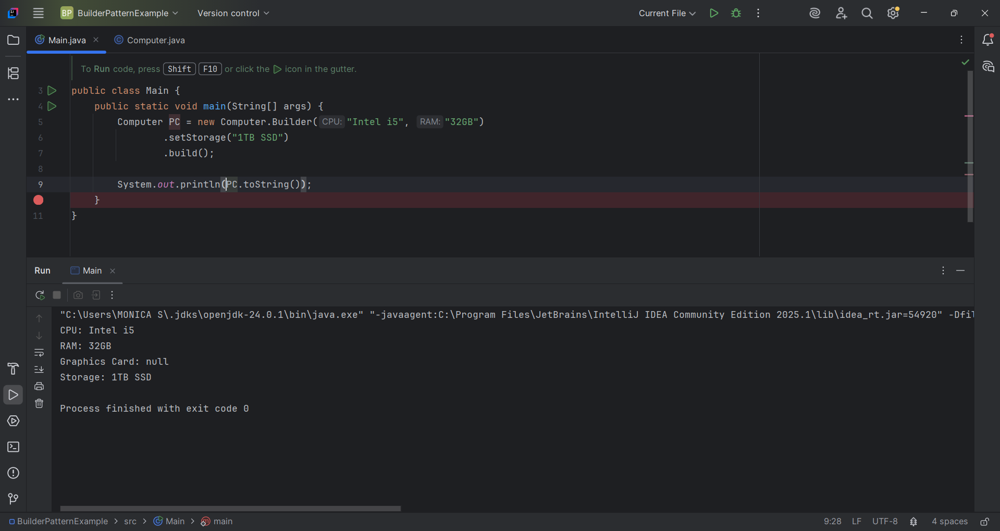 BP BuilderPatternExample Version control Current File
Main.java Computer.java
To Run code, press Shift F10 or click the icon in the gutter.
3 public class Main {
4 public static void main(String[] args) {
5 Computer PC = new Computer.Builder( CPU: "Intel i5", RAM: "32GB")
6 .setStorage("1TB SSD")
7 .build();
8
9 System.out.println(PC.toString());
}
11 }
Run Main
"C:\Users\MONICA S\.jdks\openjdk-24.0.1\bin\java.exe" "-javaagent:C:\Program Files\JetBrains\IntelliJ IDEA Community Edition 2025.1\lib\idea_rt.jar=54920" -Dfil
CPU: Intel i5
RAM: 32GB
Graphics Card: null
Storage: 1TB SSD
Process finished with exit code 0
BuilderPatternExample > src > Main > main 9:28 LF UTF-8 4 spaces